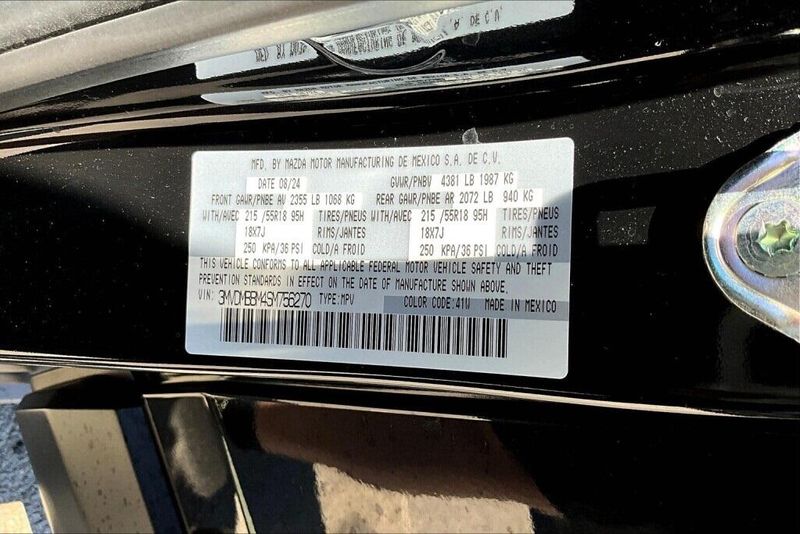 MFD. BY MAZDA MOTOR MANUFACTURING DE MEXICO S.A. DE C.V.
DATE 08/24 GVWR/PNBV 4381 LB 1987 KG
FRONT GAWR/PNBE AV 2355 LB 1068 KG REAR GAWR/PNBE AR 2072 LB 940 KG
WITH/AVEC 215 /55R18 95H TIRES/PNEUS WITH/AVEC 215 /55R18 95H TIRES/PNEUS
18X7J RIMS/JANTES 18X7J RIMS/JANTES
250 KPA/36 PSI COLD/A FROID 250 KPA/36 PSI COLD/A FROID
THIS VEHICLE CONFORMS TO ALL APPLICABLE FEDERAL MOTOR VEHICLE SAFETY AND THEFT
PREVENTION STANDARDS IN EFFECT ON THE DATE OF MANUFACTURE SHOWN ABOVE.
VIN: 3MVDMBBM4SM756270 TYPE:MPV COLOR CODE:41W MADE IN MEXICO